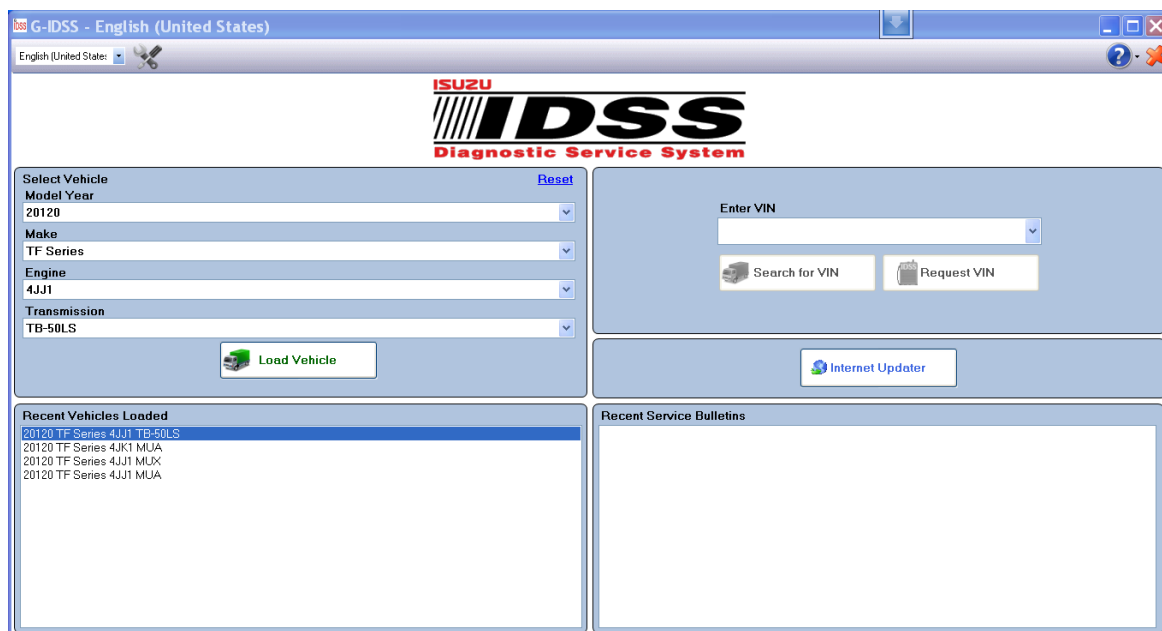 IDSS G-IDSS - English (United States)
English (United State:
ISUZU
IDSS
Diagnostic Service System
Select Vehicle Reset
Model Year
20120
Make
TF Series
Engine
4JJ1
Transmission
TB-50LS
Load Vehicle
Enter VIN
Search for VIN
IDSS Request VIN
Internet Updater
Recent Vehicles Loaded
20120 TF Series 4JJ1 TB-50LS
20120 TF Series 4JK1 MUA
20120 TF Series 4JJ1 MUX
20120 TF Series 4JJ1 MUA
Recent Service Bulletins